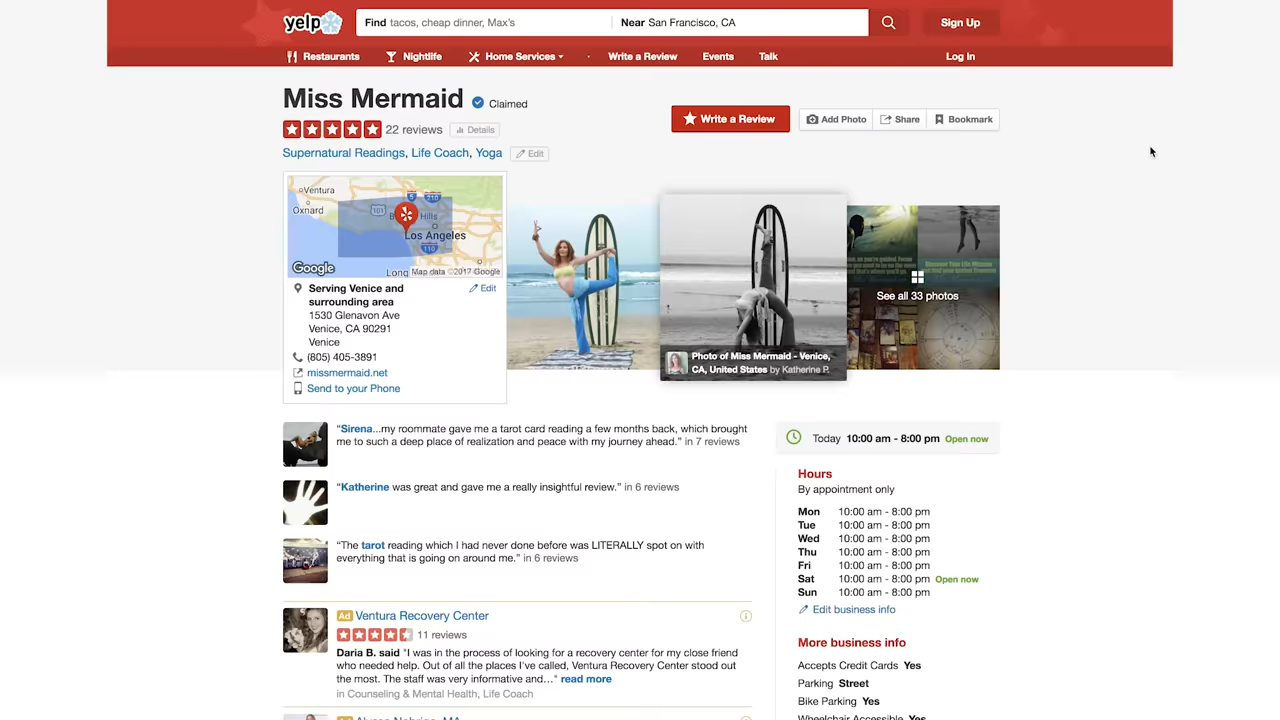 yelp
Find tacos, cheap dinner, Max's
Near San Francisco, CA
Sign Up
Restaurants
Nightlife
Home Services
Write a Review
Events
Talk
Log In
Miss Mermaid
Claimed
22 reviews
Details
Write a Review
Add Photo
Share
Bookmark
Supernatural Readings, Life Coach, Yoga
Edit
Ventura
Oxnard
101
5
210
Hills
Los Angeles
110
Google
Long
Map data ©2017 Google
Serving Venice and
surrounding area
Edit
1530 Glenavon Ave
Venice, CA 90291
Venice
(805) 405-3891
missmermaid.net
Send to your Phone
Photo of Miss Mermaid - Venice,
CA, United States by Katherine P.
See all 33 photos
"Sirena...my roommate gave me a tarot card reading a few months back, which brought
me to such a deep place of realization and peace with my journey ahead." in 7 reviews
"Katherine was great and gave me a really insightful review." in 6 reviews
"The tarot reading which I had never done before was LITERALLY spot on with
everything that is going on around me." in 6 reviews
Ad Ventura Recovery Center
11 reviews
Daria B. said "I was in the process of looking for a recovery center for my close friend
who needed help. Out of all the places I've called, Ventura Recovery Center stood out
the most. The staff was very informative and…" read more
in Counseling & Mental Health, Life Coach
Today 10:00 am - 8:00 pm Open now
Hours
By appointment only
Mon 10:00 am - 8:00 pm
Tue 10:00 am - 8:00 pm
Wed 10:00 am - 8:00 pm
Thu 10:00 am - 8:00 pm
Fri 10:00 am - 8:00 pm
Sat 10:00 am - 8:00 pm Open now
Sun 10:00 am - 8:00 pm
Edit business info
More business info
Accepts Credit Cards Yes
Parking Street
Bike Parking Yes
Wheelchair Accessible Yes